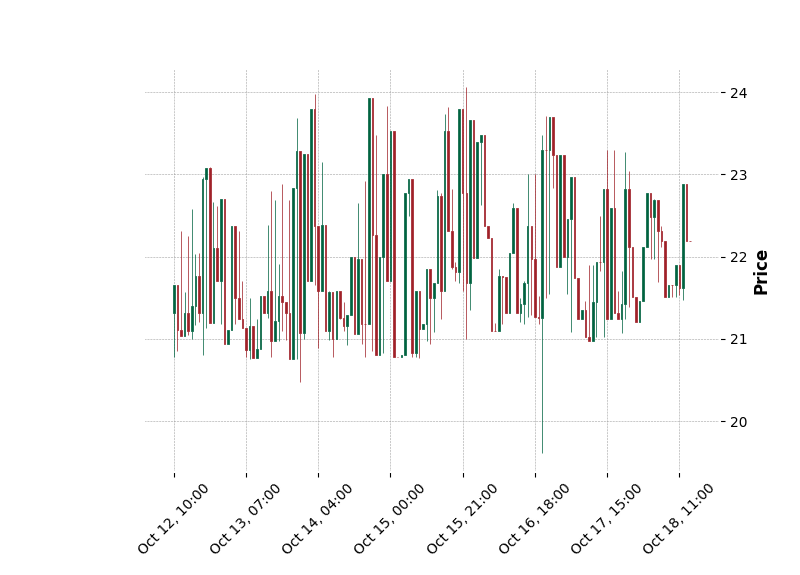 24
23
22
21
20
Price
Oct 12, 10:00
Oct 13, 07:00
Oct 14, 04:00
Oct 15, 00:00
Oct 15, 21:00
Oct 16, 18:00
Oct 17, 15:00
Oct 18, 11:00